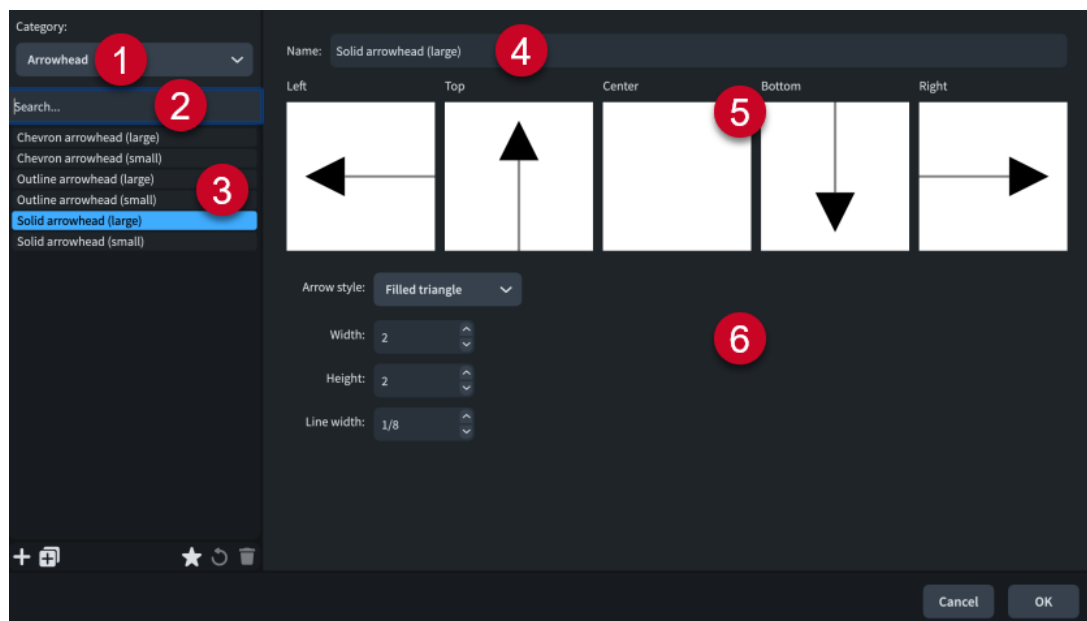 Category:
Arrowhead
1
Search...
2
Chevron arrowhead (large)
Chevron arrowhead (small)
Outline arrowhead (large)
Outline arrowhead (small)
Solid arrowhead (large)
Solid arrowhead (small)
3
Name: Solid arrowhead (large)
4
Left Top Center Bottom Right
5
Arrow style: Filled triangle
Width: 2
Height: 2
Line width: 1/8
6
Cancel OK